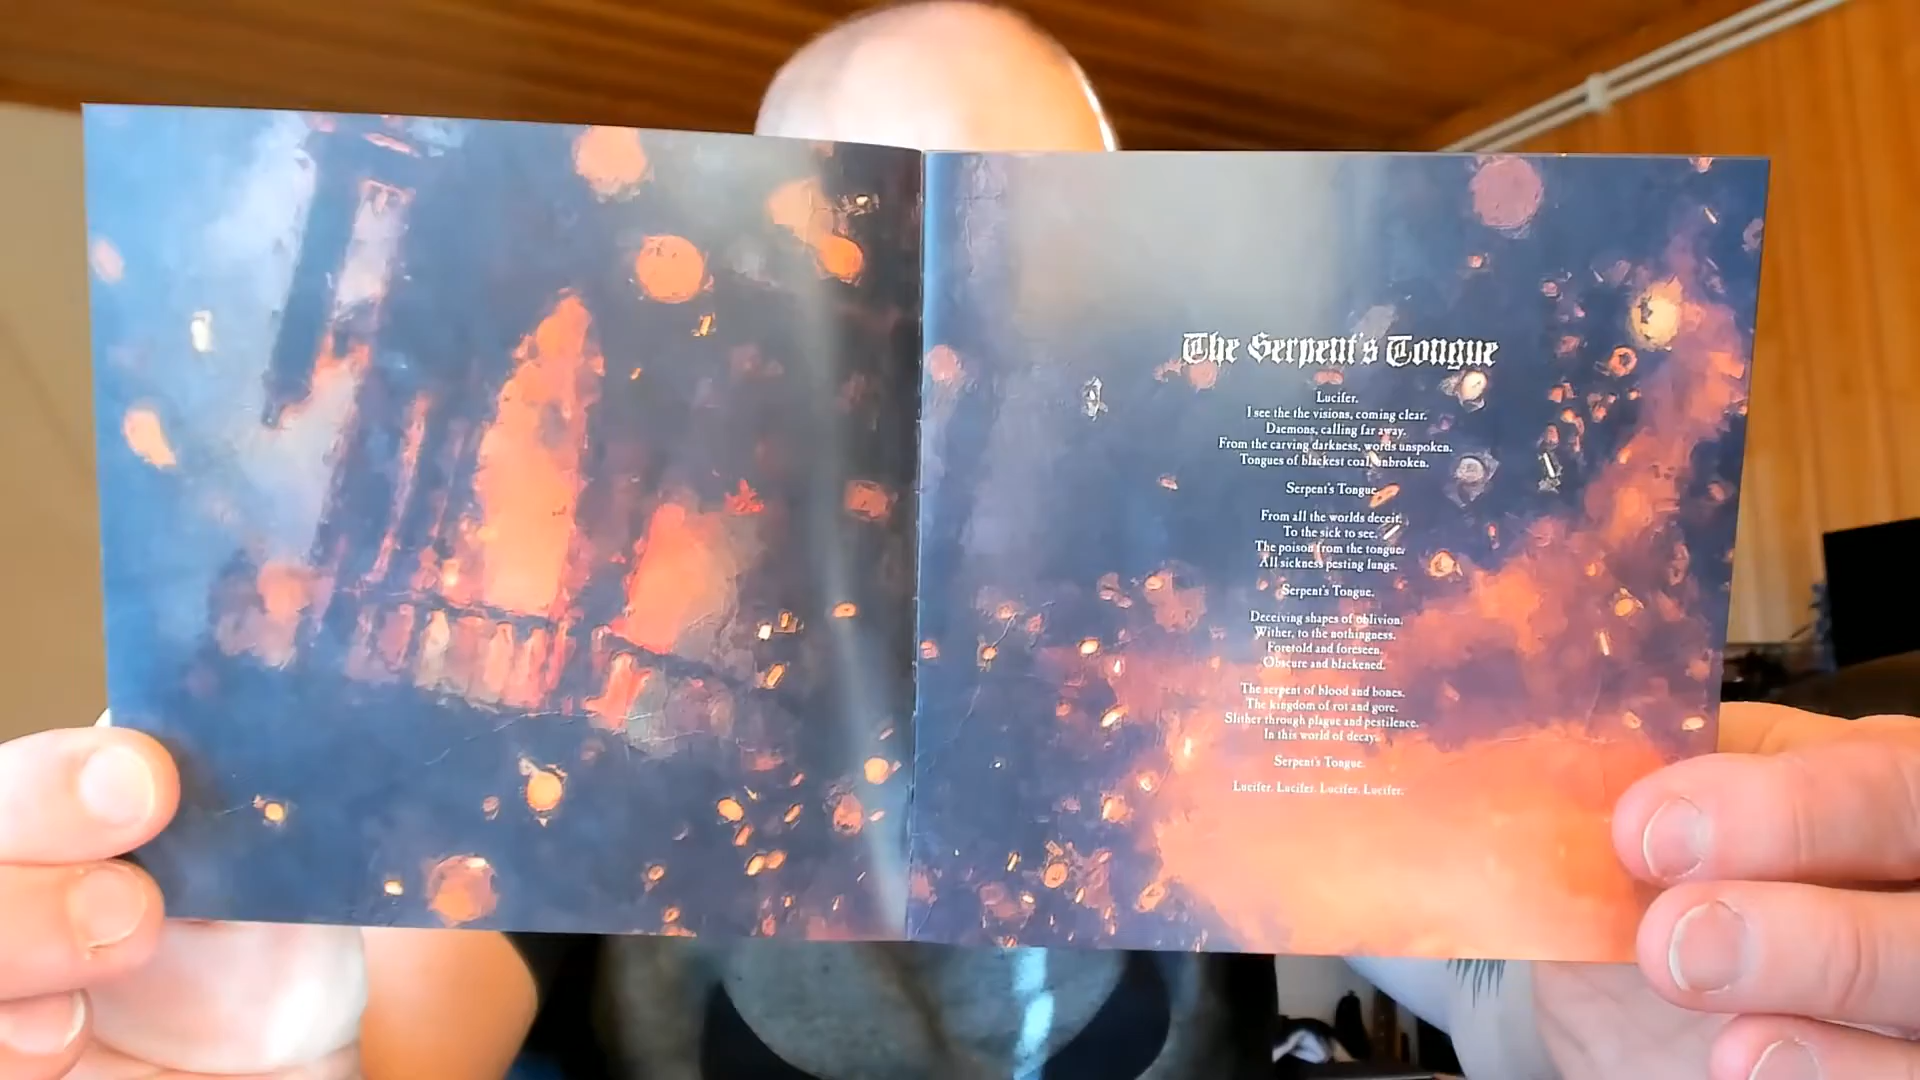 The Serpent's Tongue
Lucifer.
I see the the visions, coming clear.
Daemons, calling far away.
From the carving darkness, words unspoken.
Tongues of blackest coal, unbroken.
Serpent's Tongue.
From all the worlds deceit.
To the sick to see.
The poison from the tongue.
All sickness pesting lungs.
Serpent's Tongue.
Deceiving shapes of oblivion.
Wither, to the nothingness.
Foretold and foreseen.
Obscure and blackened.
The serpent of blood and bones.
The kingdom of rot and gore.
Slither through plague and pestilence.
In this world of decay.
Serpent's Tongue.
Lucifer. Lucifer. Lucifer. Lucifer.